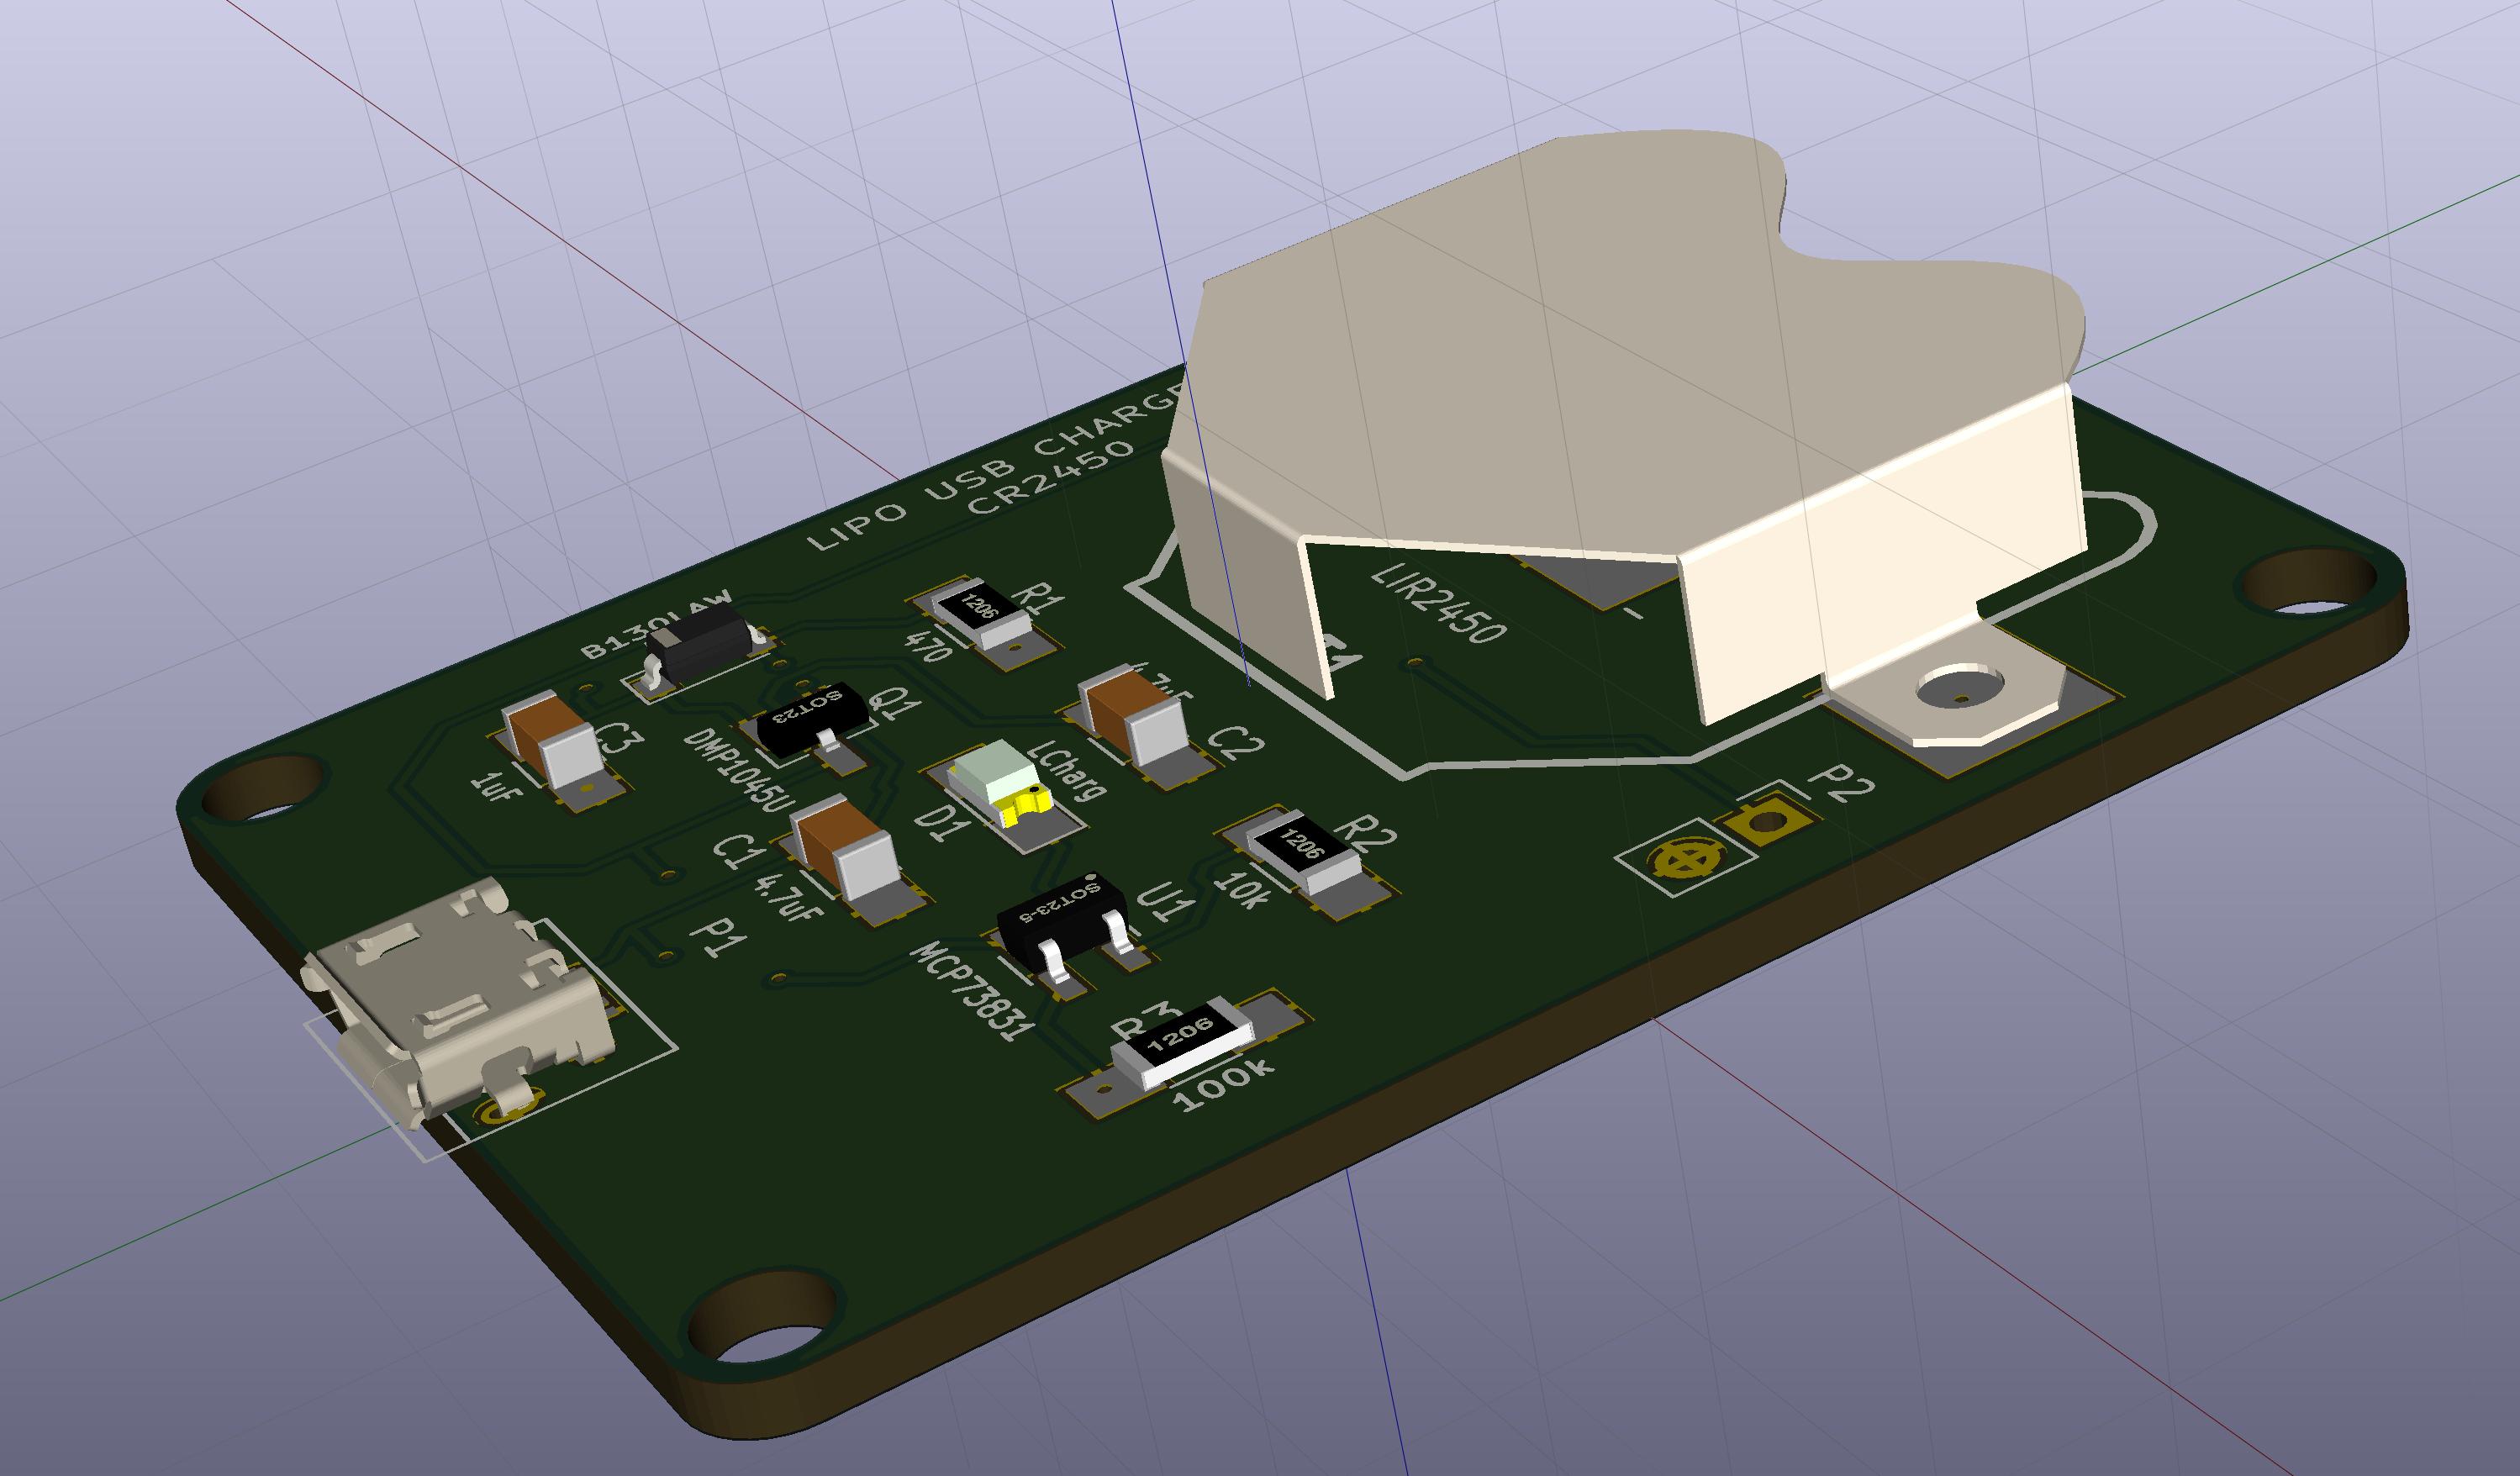 LIPO USB CHARGE
CR2450
B130LAW
1206
R1
470
LIR2450
SOT23
Q1
DMP1045U
C3
1uF
7uF
C2
LCharg
D1
C1
4.7uF
1206
R2
10k
P2
SOT23-5
U1
MCP73831
P1
R3
1206
100k